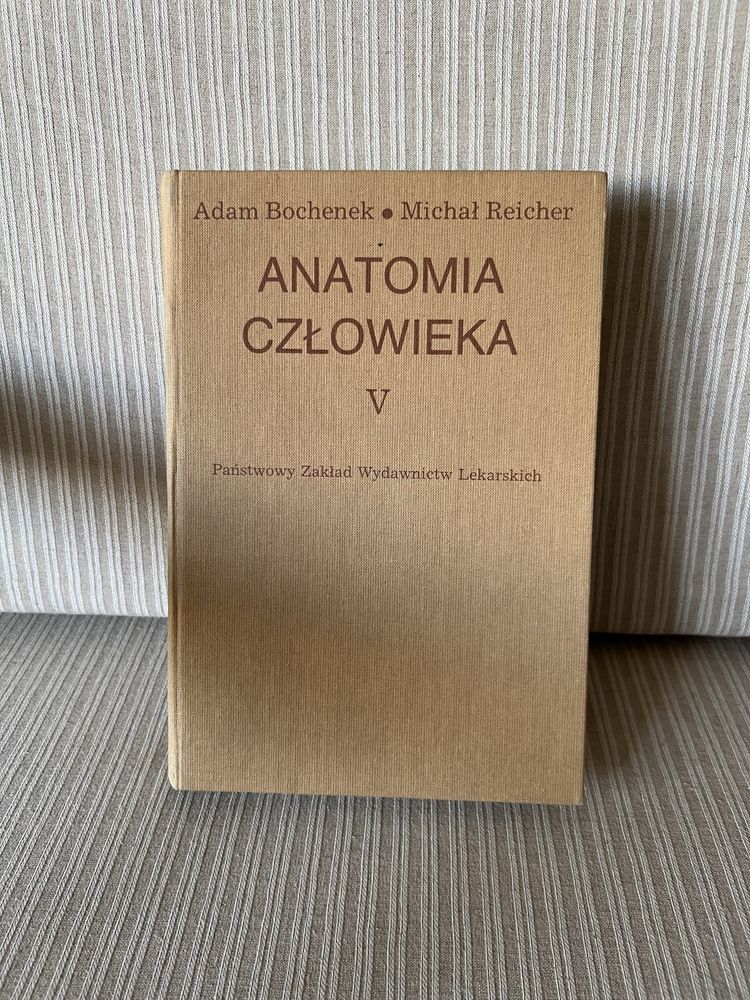 Adam Bochenek • Michał Reicher
ANATOMIA
CZŁOWIEKA
V
Państwowy Zakład Wydawnictw Lekarskich